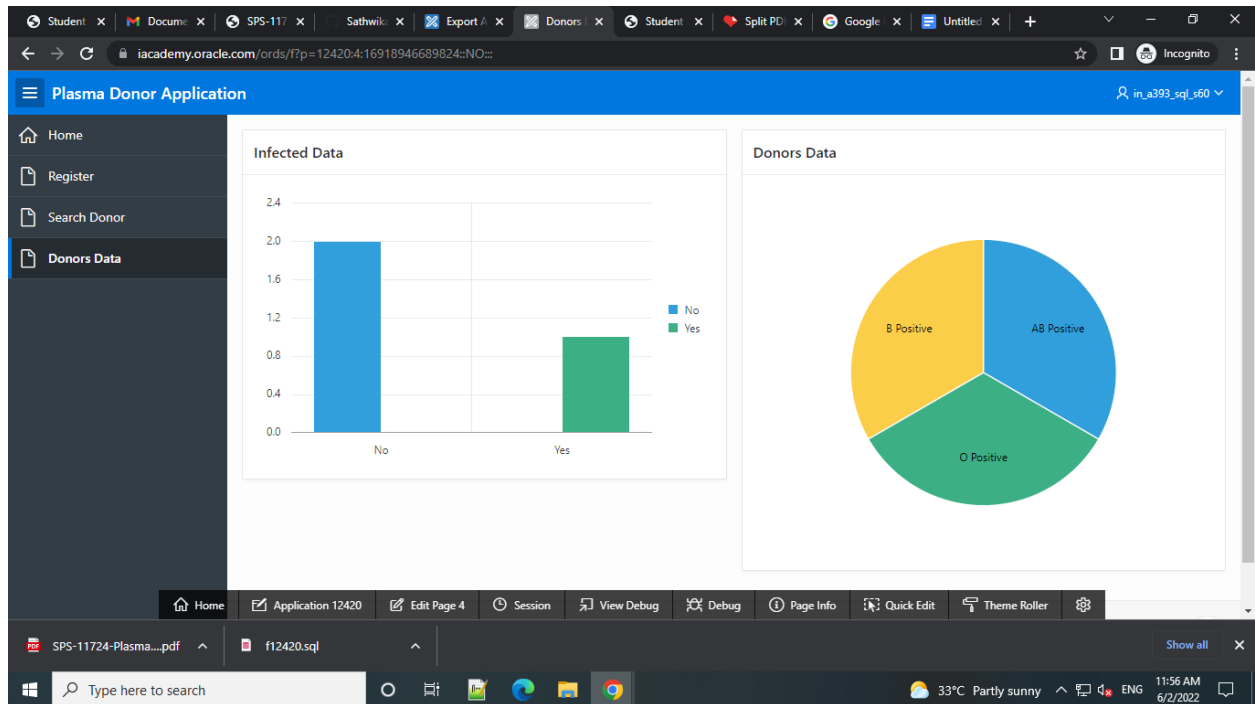 Student
Docume
SPS-117
Sathwik
Export A
Donors
Student
Split PD
Google
Untitled
iacademy.oracle.com/ords/f?p=12420:4:16918946689824::NO:::
Incognito
Plasma Donor Application
in_a393_sql_s60
Home
Register
Search Donor
Donors Data
Infected Data
2.4
2.0
1.6
1.2
0.8
0.4
0.0
No
Yes
No
Yes
Donors Data
B Positive
AB Positive
O Positive
Home
Application 12420
Edit Page 4
Session
View Debug
Debug
Page Info
Quick Edit
Theme Roller
SPS-11724-Plasma....pdf
f12420.sql
Show all
Type here to search
33°C Partly sunny
ENG
11:56 AM
6/2/2022